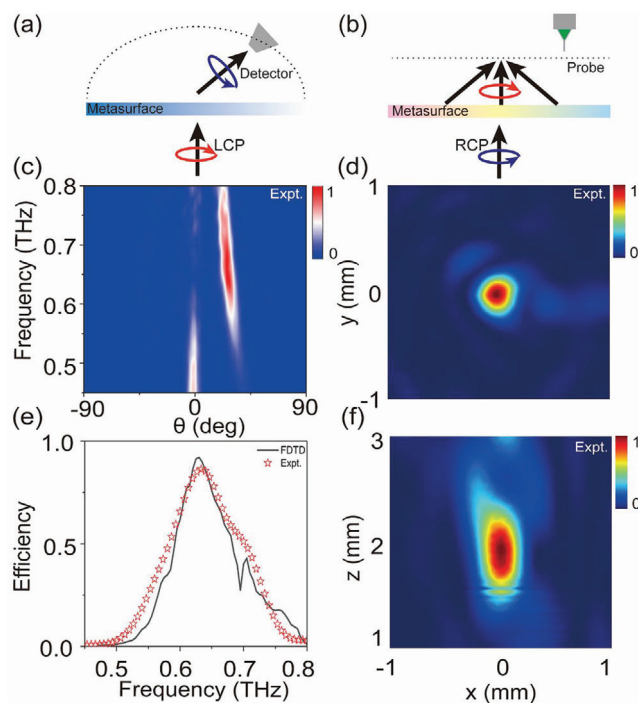 (a)
Detector
Metasurface
LCP
(b)
Probe
Metasurface
RCP
(c)
0.8
0.7
0.6
0.5
Frequency (THz)
Expt.
1
0
-90
0
90
θ (deg)
(d)
1
0
-1
y (mm)
Expt.
1
0
(e)
1.0
0.5
0.0
Efficiency
FDTD
Expt.
0.5
0.6
0.7
0.8
Frequency (THz)
(f)
3
2
1
z (mm)
Expt.
1
0
-1
0
1
x (mm)